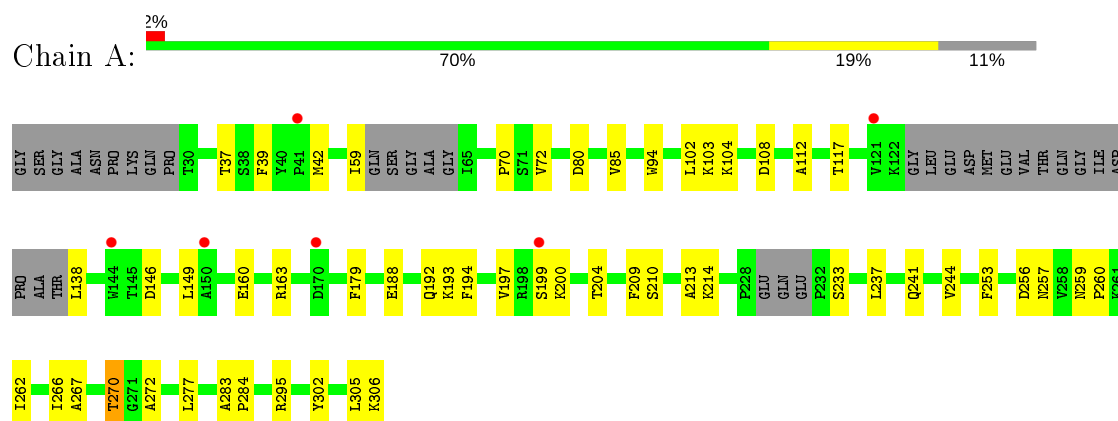 2%
Chain A:
70% 19% 11%
GLY SER GLY ALA ASN PRO LYS GLN PRO T30 T37 S38 F39 Y40 P41 M42 I59 GLN SER GLY ALA GLY I65 P70 S71 V72 D80 V85 W94 L102 K103 K104 D108 A112 T117 V121 K122 GLY LEU GLU ASP MET GLU VAL THR GLN GLY ILE ASP
PRO ALA THR L138 W144 T145 D146 L149 A150 E160 R163 D170 F179 E188 Q192 K193 F194 V197 R198 S199 K200 T204 F209 S210 A213 K214 P228 GLU GLN GLU P232 S233 L237 Q241 V244 F253 D256 N257 V258 N259 P260 K261
I262 I266 A267 T270 G271 A272 L277 A283 P284 R295 Y302 L305 K306